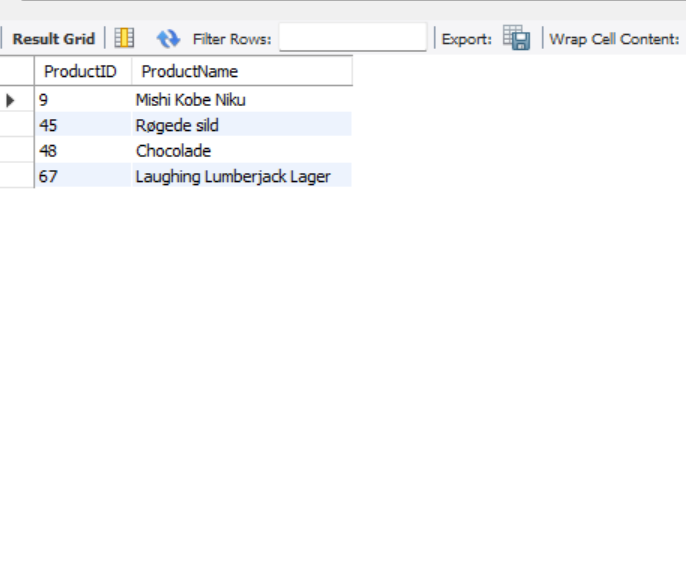 Result Grid Filter Rows: Export: Wrap Cell Content:
ProductID ProductName
9 Mishi Kobe Niku
45 Røgede sild
48 Chocolade
67 Laughing Lumberjack Lager